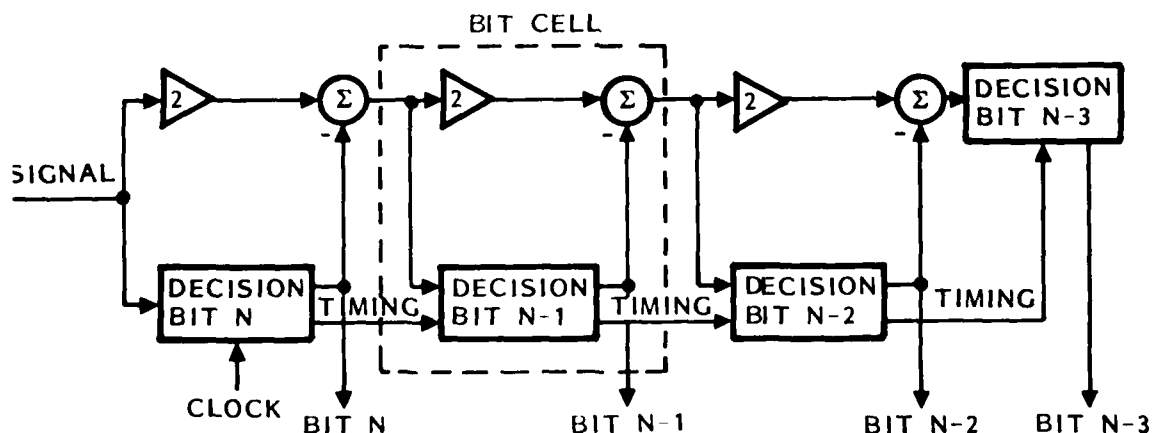 BIT CELL
2
Σ
2
Σ
2
Σ
DECISION
BIT N-3
-
-
-
SIGNAL
DECISION
BIT N
TIMING
DECISION
BIT N-1
TIMING
DECISION
BIT N-2
TIMING
CLOCK
BIT N
BIT N-1
BIT N-2
BIT N-3